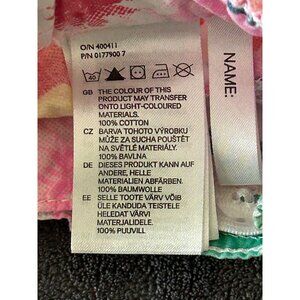 O/N 400411
P/N 0177900 7
40
GB THE COLOUR OF THIS
PRODUCT MAY TRANSFER
ONTO LIGHT-COLOURED
MATERIALS.
100% COTTON
CZ BARVA TOHOTO VÝROBKU
MŮŽE ZA SUCHA POUŠTĚT
NA SVĚTLÉ MATERIÁLY.
100% BAVLNA
DE DIESES PRODUKT KANN AUF
ANDERE, HELLE
MATERIALIEN ABFÄRBEN.
100% BAUMWOLLE
EE SELLE TOOTE VÄRV VÕIB
ÜLE KANDUDA TEISTELE
HELEDAT VÄRVI
MATERJALIDELE.
100% PUUVILL
NAME: